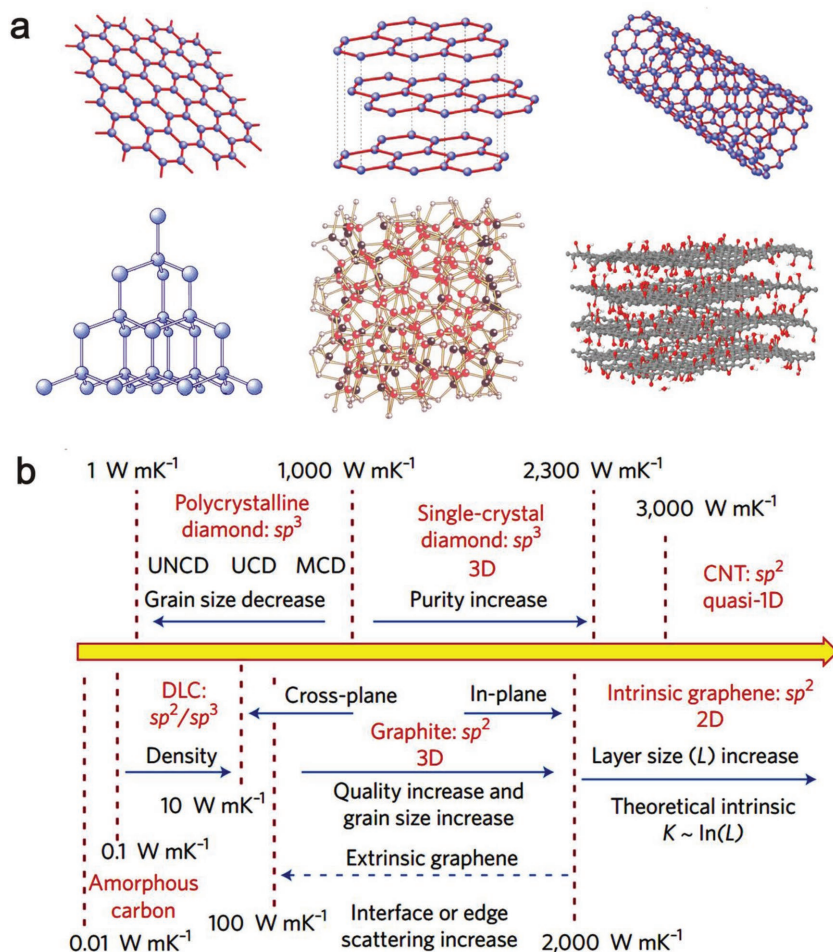 a
b
1 W mK⁻¹
1,000 W mK⁻¹
2,300 W mK⁻¹
3,000 W mK⁻¹
Polycrystalline
diamond: sp³
UNCD UCD MCD
Grain size decrease
Single-crystal
diamond: sp³
3D
Purity increase
CNT: sp²
quasi-1D
DLC:
sp²/sp³
Density
10 W mK⁻¹
0.1 W mK⁻¹
Amorphous
carbon
0.01 W mK⁻¹
Cross-plane
In-plane
Graphite: sp²
3D
Quality increase and
grain size increase
Extrinsic graphene
100 W mK⁻¹
Interface or edge
scattering increase
2,000 W mK⁻¹
Intrinsic graphene: sp²
2D
Layer size (L) increase
Theoretical intrinsic
K ~ ln(L)